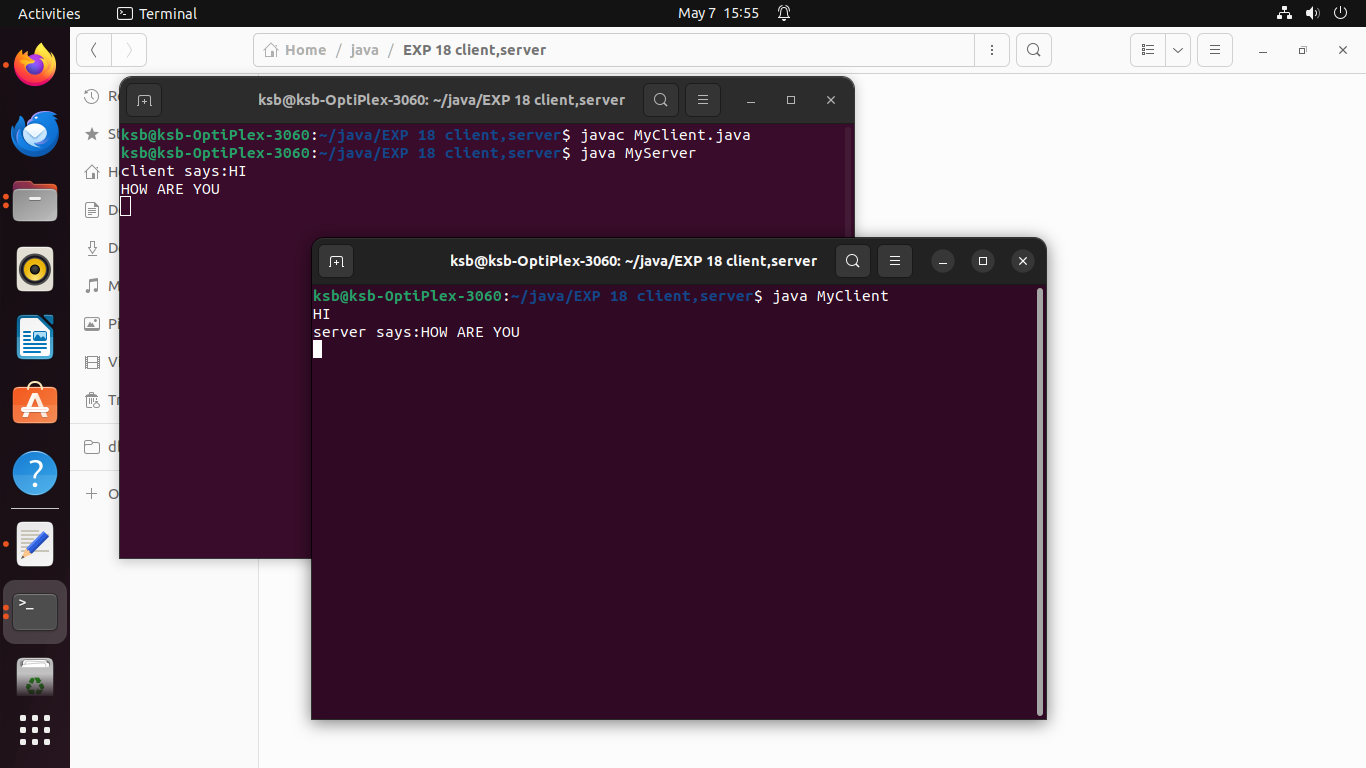 Activities
Terminal
May 7 15:55
Home / java / EXP 18 client,server
ksb@ksb-OptiPlex-3060: ~/java/EXP 18 client,server
ksb@ksb-OptiPlex-3060:~/java/EXP 18 client,server$ javac MyClient.java
ksb@ksb-OptiPlex-3060:~/java/EXP 18 client,server$ java MyServer
client says:HI
HOW ARE YOU
ksb@ksb-OptiPlex-3060: ~/java/EXP 18 client,server
ksb@ksb-OptiPlex-3060:~/java/EXP 18 client,server$ java MyClient
HI
server says:HOW ARE YOU